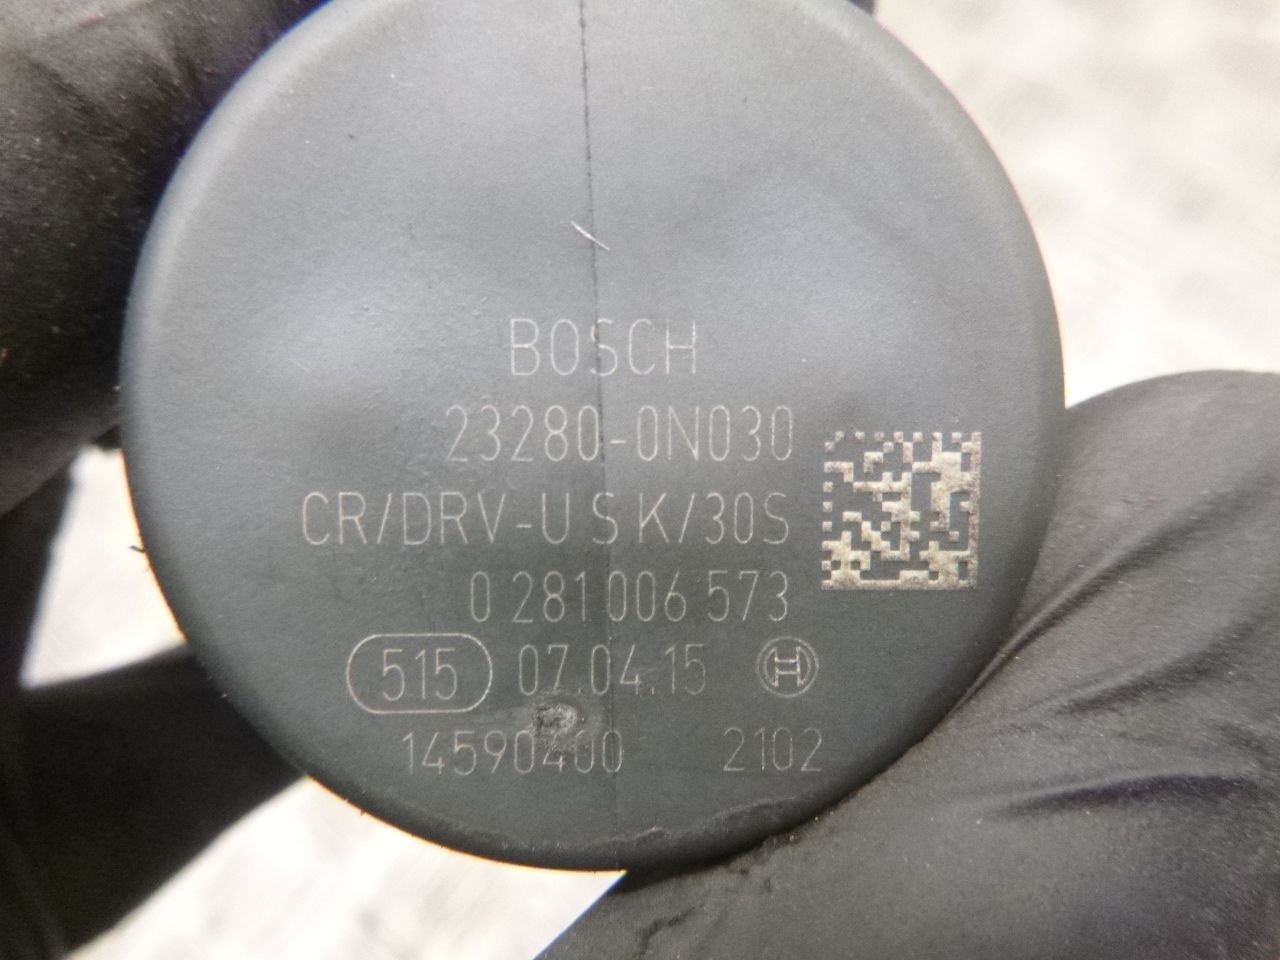 BOSCH
23280-0N030
CR/DRV-U S K/30S
0 281 006 573
515 07.04.15
14590400 2102